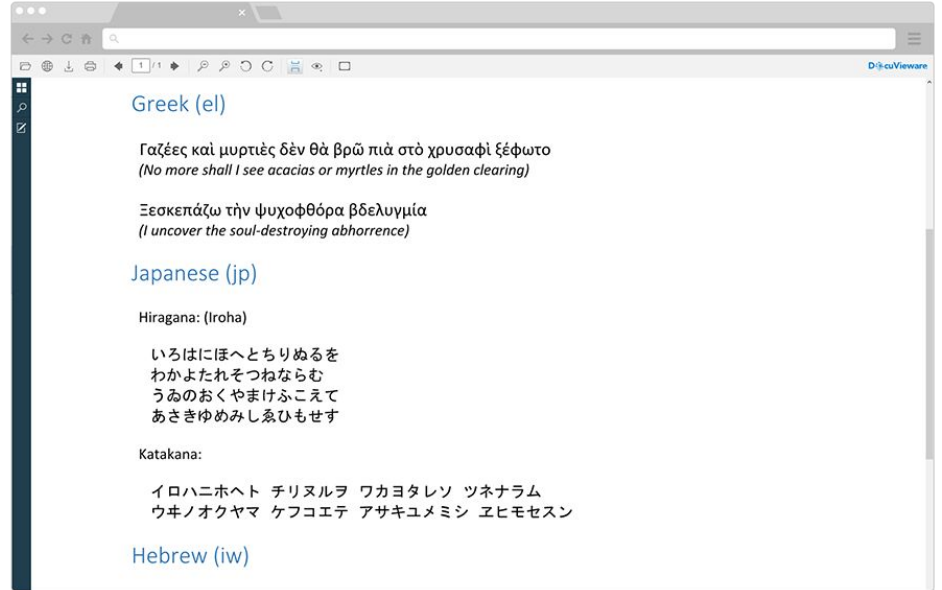 1 / 1
DocuVieware
Greek (el)
Γαζέες καὶ μυρτιὲς δὲν θὰ βρῶ πιὰ στὸ χρυσαφὶ ξέφωτο
(No more shall I see acacias or myrtles in the golden clearing)
Ξεσκεπάζω τὴν ψυχοφθόρα βδελυγμία
(I uncover the soul-destroying abhorrence)
Japanese (jp)
Hiragana: (Iroha)
いろはにほへとちりぬるを
わかよたれそつねならむ
うゐのおくやまけふこえて
あさきゆめみしゑひもせす
Katakana:
イロハニホヘト チリヌルヲ ワカヨタレソ ツネナラム
ウヰノオクヤマ ケフコエテ アサキユメミシ ヱヒモセスン
Hebrew (iw)